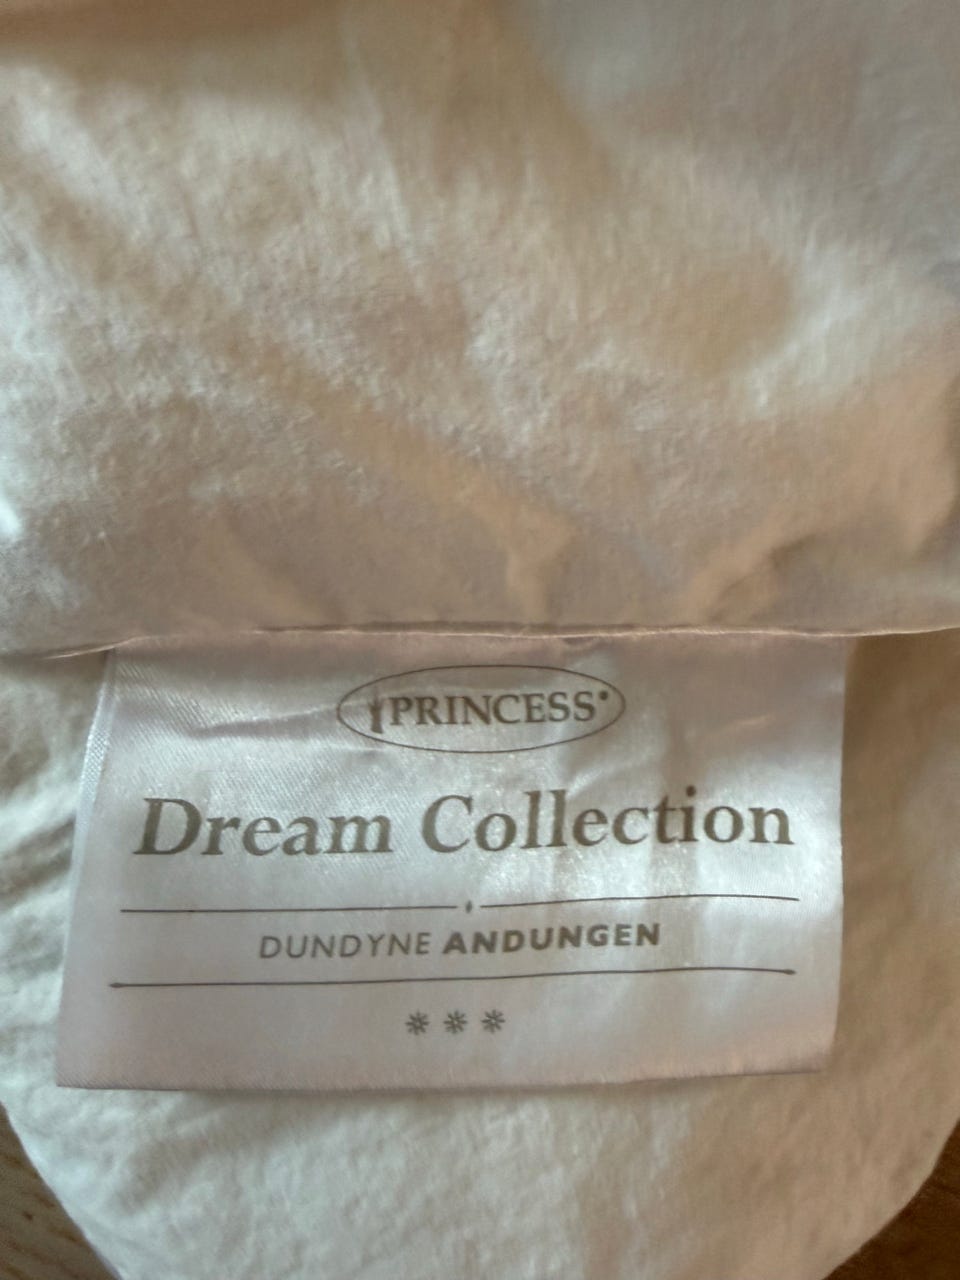 PRINCESS®
Dream Collection
DUNDYNE ANDUNGEN
✻ ✻ ✻